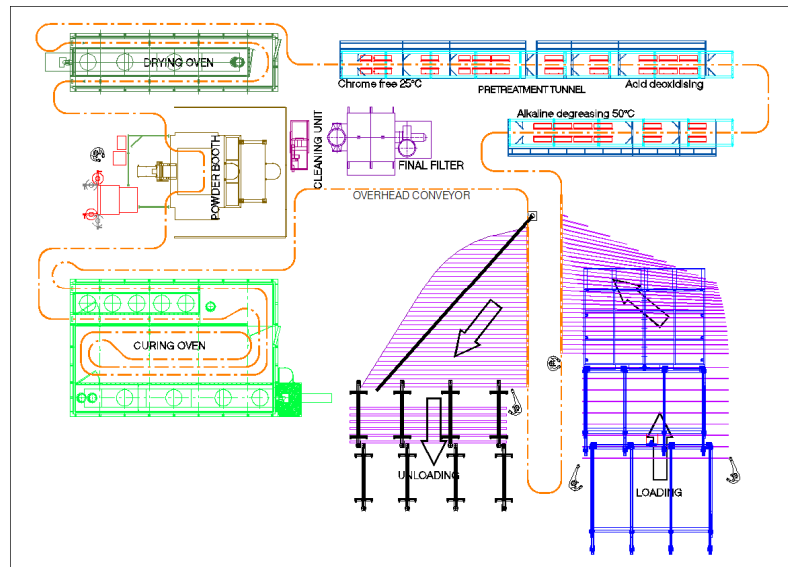 DRYING OVEN
Chrome free 25°C
PRETREATMENT TUNNEL
Acid deoxidising
Alkaline degreasing 50°C
POWDER BOOTH
CLEANING UNIT
FINAL FILTER
OVERHEAD CONVEYOR
CURING OVEN
UNLOADING
LOADING